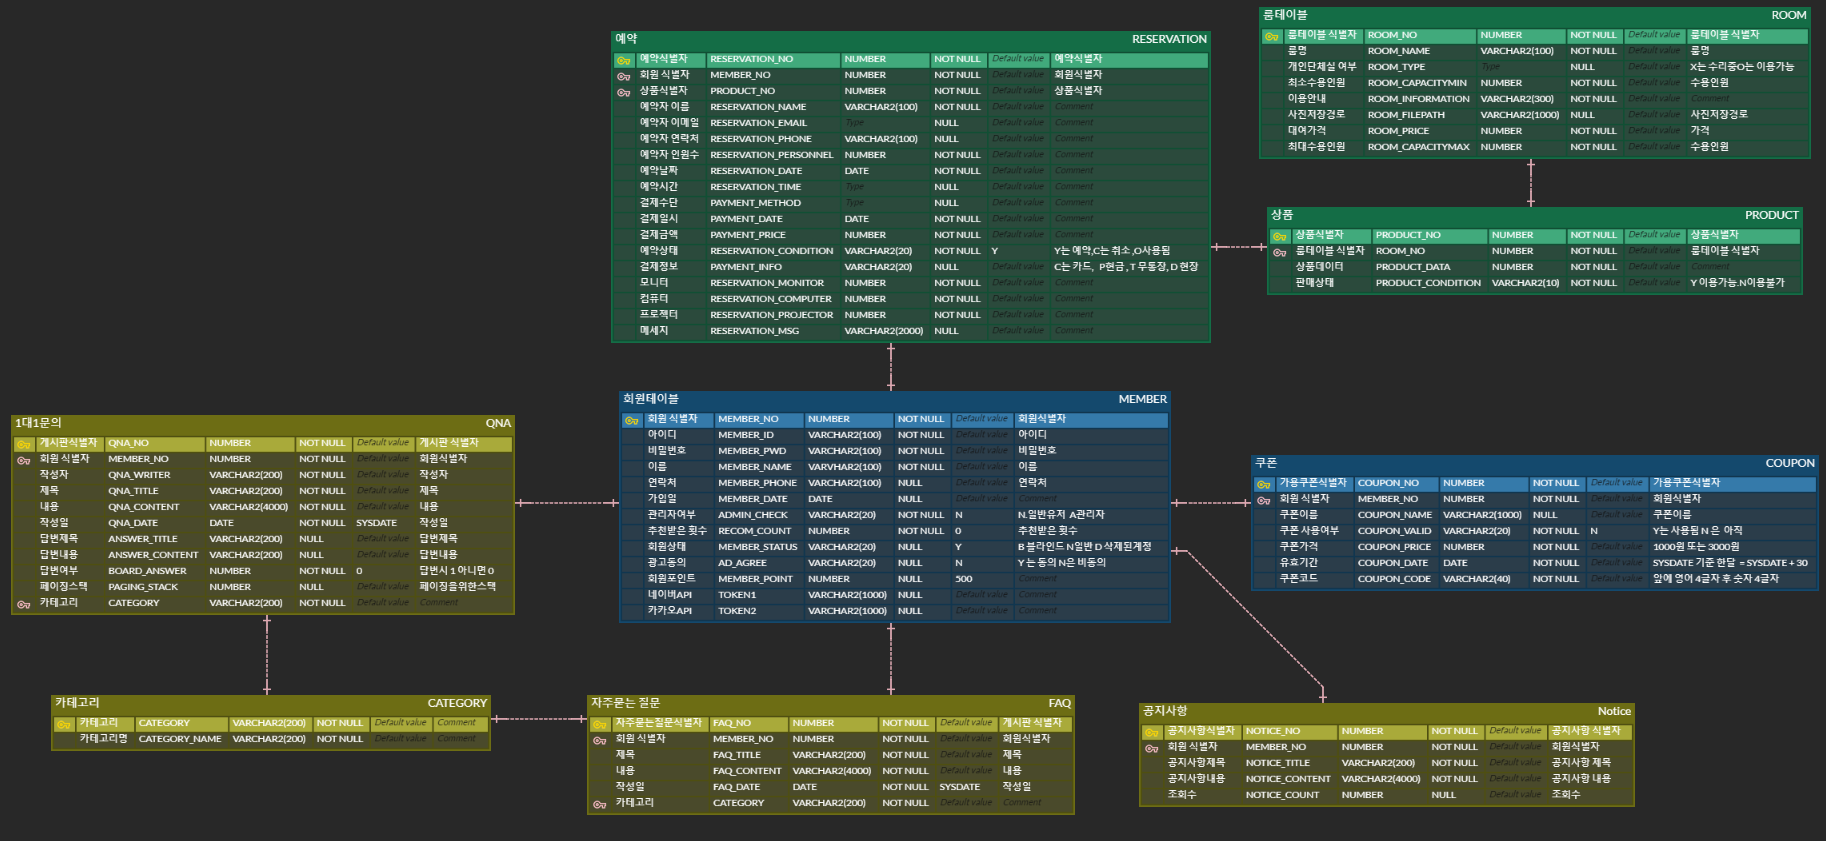 룸테이블 ROOM
룸테이블 식별자 ROOM_NO NUMBER NOT NULL Default value 룸테이블 식별자
룸명 ROOM_NAME VARCHAR2(100) NOT NULL Default value 룸명
개인단체실 여부 ROOM_TYPE Type NULL Default value X는 수리중O는 이용가능
최소수용인원 ROOM_CAPACITYMIN NUMBER NOT NULL Default value 수용인원
이용안내 ROOM_INFORMATION VARCHAR2(300) NOT NULL Default value Comment
사진저장경로 ROOM_FILEPATH VARCHAR2(1000) NULL Default value 사진저장경로
대여가격 ROOM_PRICE NUMBER NOT NULL Default value 가격
최대수용인원 ROOM_CAPACITYMAX NUMBER NOT NULL Default value 수용인원
예약 RESERVATION
예약식별자 RESERVATION_NO NUMBER NOT NULL Default value 예약식별자
회원 식별자 MEMBER_NO NUMBER NOT NULL Default value 회원식별자
상품식별자 PRODUCT_NO NUMBER NOT NULL Default value 상품식별자
예약자 이름 RESERVATION_NAME VARCHAR2(100) NOT NULL Default value Comment
예약자 이메일 RESERVATION_EMAIL Type NULL Default value Comment
예약자 연락처 RESERVATION_PHONE VARCHAR2(100) NULL Default value Comment
예약자 인원수 RESERVATION_PERSONNEL NUMBER NOT NULL Default value Comment
예약날짜 RESERVATION_DATE DATE NOT NULL Default value Comment
예약시간 RESERVATION_TIME Type NULL Default value Comment
결제수단 PAYMENT_METHOD Type NULL Default value Comment
결제일시 PAYMENT_DATE DATE NOT NULL Default value Comment
결제금액 PAYMENT_PRICE NUMBER NOT NULL Default value Comment
예약상태 RESERVATION_CONDITION VARCHAR2(20) NOT NULL Y Y는 예약,C는 취소 ,O사용됨
결제정보 PAYMENT_INFO VARCHAR2(20) NULL Default value C는 카드, P현금 , T 무통장, D 현장
모니터 RESERVATION_MONITOR NUMBER NOT NULL Default value Comment
컴퓨터 RESERVATION_COMPUTER NUMBER NOT NULL Default value Comment
프로젝터 RESERVATION_PROJECTOR NUMBER NOT NULL Default value Comment
메세지 RESERVATION_MSG VARCHAR2(2000) NULL Default value Comment
상품 PRODUCT
상품식별자 PRODUCT_NO NUMBER NOT NULL Default value 상품식별자
룸테이블 식별자 ROOM_NO NUMBER NOT NULL Default value 룸테이블 식별자
상품데이터 PRODUCT_DATA NUMBER NOT NULL Default value Comment
판매상태 PRODUCT_CONDITION VARCHAR2(10) NOT NULL Default value Y 이용가능.N이용불가
회원테이블 MEMBER
회원 식별자 MEMBER_NO NUMBER NOT NULL Default value 회원식별자
아이디 MEMBER_ID VARCHAR2(100) NOT NULL Default value 아이디
비밀번호 MEMBER_PWD VARCHAR2(100) NOT NULL Default value 비밀번호
이름 MEMBER_NAME VARVHAR2(100) NOT NULL Default value 이름
연락처 MEMBER_PHONE VARCHAR2(100) NULL Default value 연락처
가입일 MEMBER_DATE DATE NULL Default value Comment
관리자여부 ADMIN_CHECK VARCHAR2(20) NOT NULL N N.일반유저 A관리자
추천받은 횟수 RECOM_COUNT NUMBER NOT NULL 0 추천받은 횟수
회원상태 MEMBER_STATUS VARCHAR2(20) NULL Y B 블라인드 N일반 D 삭제된계정
광고동의 AD_AGREE VARCHAR2(20) NULL N Y 는 동의 N은 비동의
회원포인트 MEMBER_POINT NUMBER NULL 500 Comment
네이버API TOKEN1 VARCHAR2(1000) NULL Default value Comment
카카오API TOKEN2 VARCHAR2(1000) NULL Default value Comment
1대1문의 QNA
게시판식별자 QNA_NO NUMBER NOT NULL Default value 게시판 식별자
회원 식별자 MEMBER_NO NUMBER NOT NULL Default value 회원식별자
작성자 QNA_WRITER VARCHAR2(200) NOT NULL Default value 작성자
제목 QNA_TITLE VARCHAR2(200) NOT NULL Default value 제목
내용 QNA_CONTENT VARCHAR2(4000) NOT NULL Default value 내용
작성일 QNA_DATE DATE NOT NULL SYSDATE 작성일
답변제목 ANSWER_TITLE VARCHAR2(200) NULL Default value 답변제목
답변내용 ANSWER_CONTENT VARCHAR2(200) NULL Default value 답변내용
답변여부 BOARD_ANSWER NUMBER NOT NULL 0 답변시 1 아니면 0
페이징스택 PAGING_STACK NUMBER NULL Default value 페이징을위한스택
카테고리 CATEGORY VARCHAR2(200) NOT NULL Default value Comment
쿠폰 COUPON
가용쿠폰식별자 COUPON_NO NUMBER NOT NULL Default value 가용쿠폰식별자
회원 식별자 MEMBER_NO NUMBER NOT NULL Default value 회원식별자
쿠폰이름 COUPON_NAME VARCHAR2(1000) NULL Default value 쿠폰이름
쿠폰 사용여부 COUPON_VALID VARCHAR2(20) NOT NULL N Y는 사용됨 N 은 아직
쿠폰가격 COUPON_PRICE NUMBER NOT NULL Default value 1000원 또는 3000원
유효기간 COUPON_DATE DATE NOT NULL Default value SYSDATE 기준 한달 = SYSDATE + 30
쿠폰코드 COUPON_CODE VARCHAR2(40) NOT NULL Default value 앞에 영어 4글자 후 숫자 4글자
카테고리 CATEGORY
카테고리 CATEGORY VARCHAR2(200) NOT NULL Default value Comment
카테고리명 CATEGORY_NAME VARCHAR2(200) NOT NULL Default value Comment
자주묻는 질문 FAQ
자주묻는질문식별자 FAQ_NO NUMBER NOT NULL Default value 게시판 식별자
회원 식별자 MEMBER_NO NUMBER NOT NULL Default value 회원식별자
제목 FAQ_TITLE VARCHAR2(200) NOT NULL Default value 제목
내용 FAQ_CONTENT VARCHAR2(4000) NOT NULL Default value 내용
작성일 FAQ_DATE DATE NOT NULL SYSDATE 작성일
카테고리 CATEGORY VARCHAR2(200) NOT NULL Default value Comment
공지사항 Notice
공지사항식별자 NOTICE_NO NUMBER NOT NULL Default value 공지사항 식별자
회원 식별자 MEMBER_NO NUMBER NOT NULL Default value 회원식별자
공지사항제목 NOTICE_TITLE VARCHAR2(200) NOT NULL Default value 공지사항 제목
공지사항내용 NOTICE_CONTENT VARCHAR2(4000) NOT NULL Default value 공지사항 내용
조회수 NOTICE_COUNT NUMBER NULL Default value 조회수